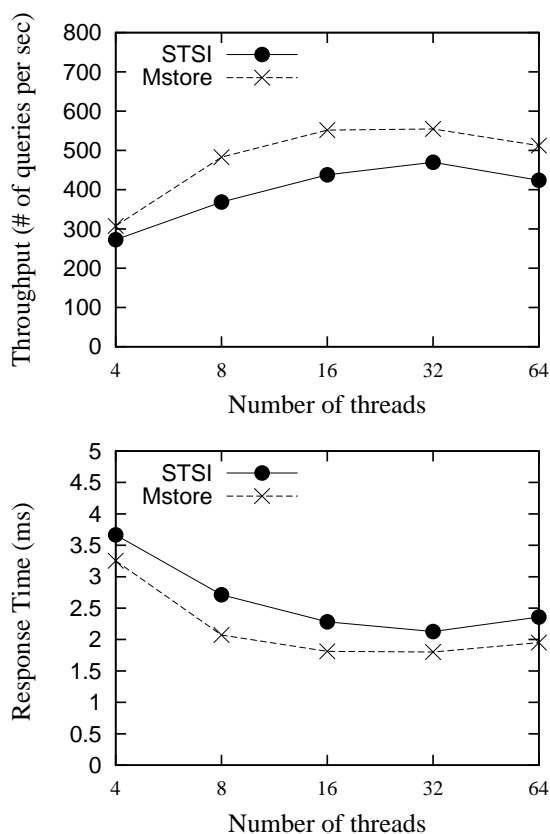 Throughput (# of queries per sec)
800
700
600
500
400
300
200
100
0
STSI
Mstore
4 8 16 32 64
Number of threads
Response Time (ms)
5
4.5
4
3.5
3
2.5
2
1.5
1
0.5
0
STSI
Mstore
4 8 16 32 64
Number of threads